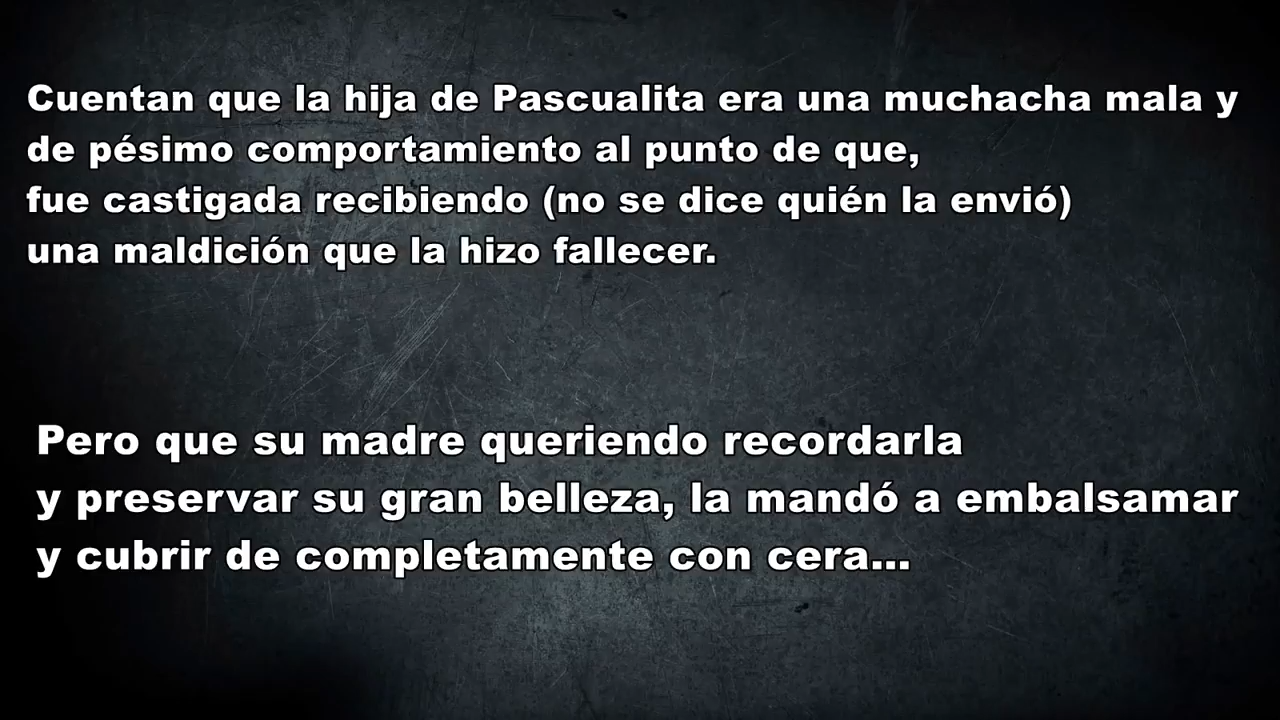 Cuentan que la hija de Pascualita era una muchacha mala y
de pésimo comportamiento al punto de que,
fue castigada recibiendo (no se dice quién la envió)
una maldición que la hizo fallecer.
Pero que su madre queriendo recordarla
y preservar su gran belleza, la mandó a embalsamar
y cubrir de completamente con cera...